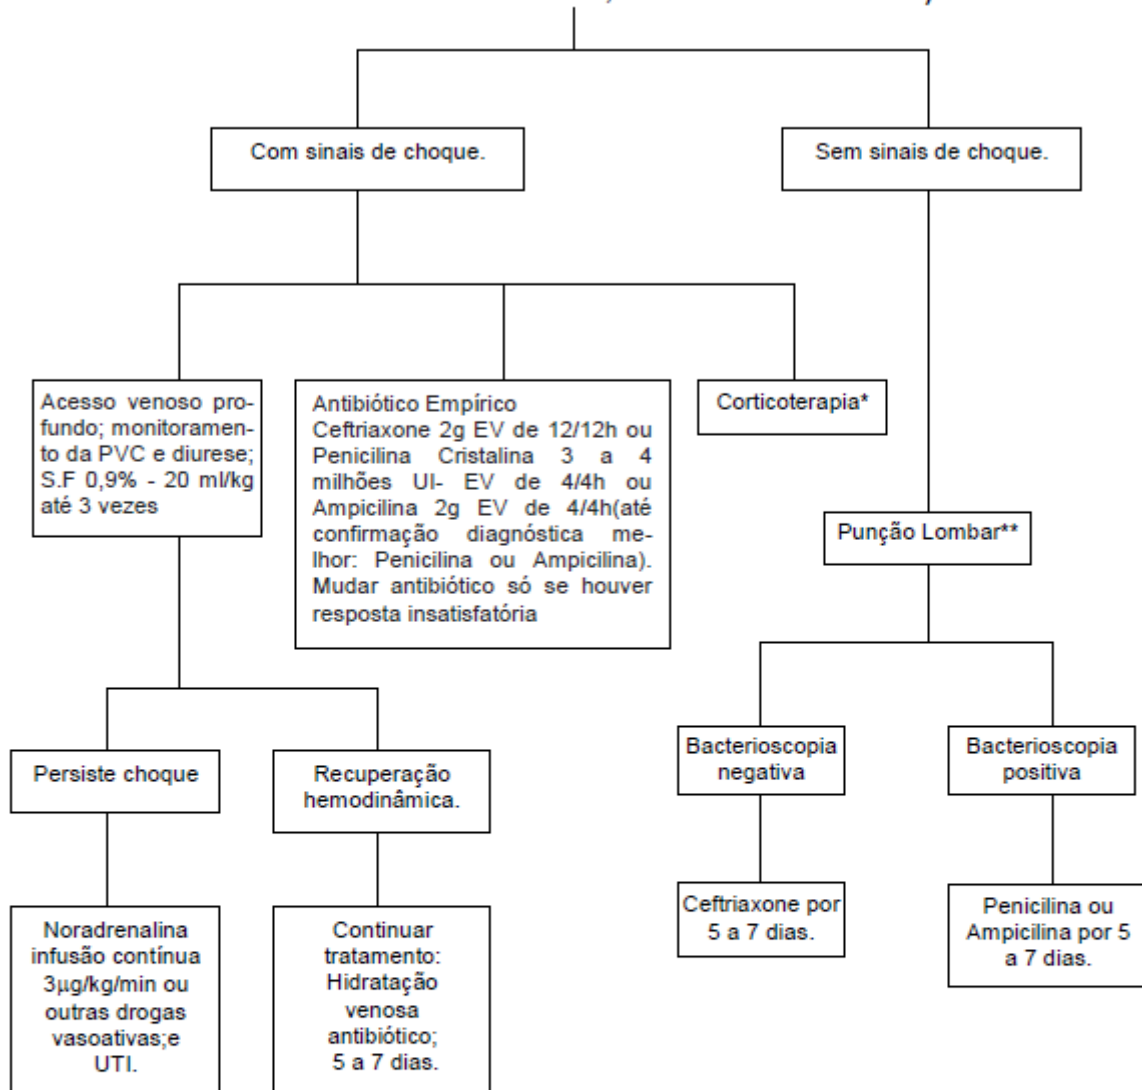 Com sinais de choque.
Sem sinais de choque.
Acesso venoso pro-
fundo; monitoramen-
to da PVC e diurese;
S.F 0,9% - 20 ml/kg
até 3 vezes
Antibiótico Empírico
Ceftriaxone 2g EV de 12/12h ou
Penicilina Cristalina 3 a 4
milhões UI- EV de 4/4h ou
Ampicilina 2g EV de 4/4h(até
confirmação diagnóstica me-
lhor: Penicilina ou Ampicilina).
Mudar antibiótico só se houver
resposta insatisfatória
Corticoterapia*
Punção Lombar**
Persiste choque
Recuperação
hemodinâmica.
Bacterioscopia
negativa
Bacterioscopia
positiva
Noradrenalina
infusão contínua
3µg/kg/min ou
outras drogas
vasoativas;e
UTI.
Continuar
tratamento:
Hidratação
venosa
antibiótico;
5 a 7 dias.
Ceftriaxone por
5 a 7 dias.
Penicilina ou
Ampicilina por 5
a 7 dias.